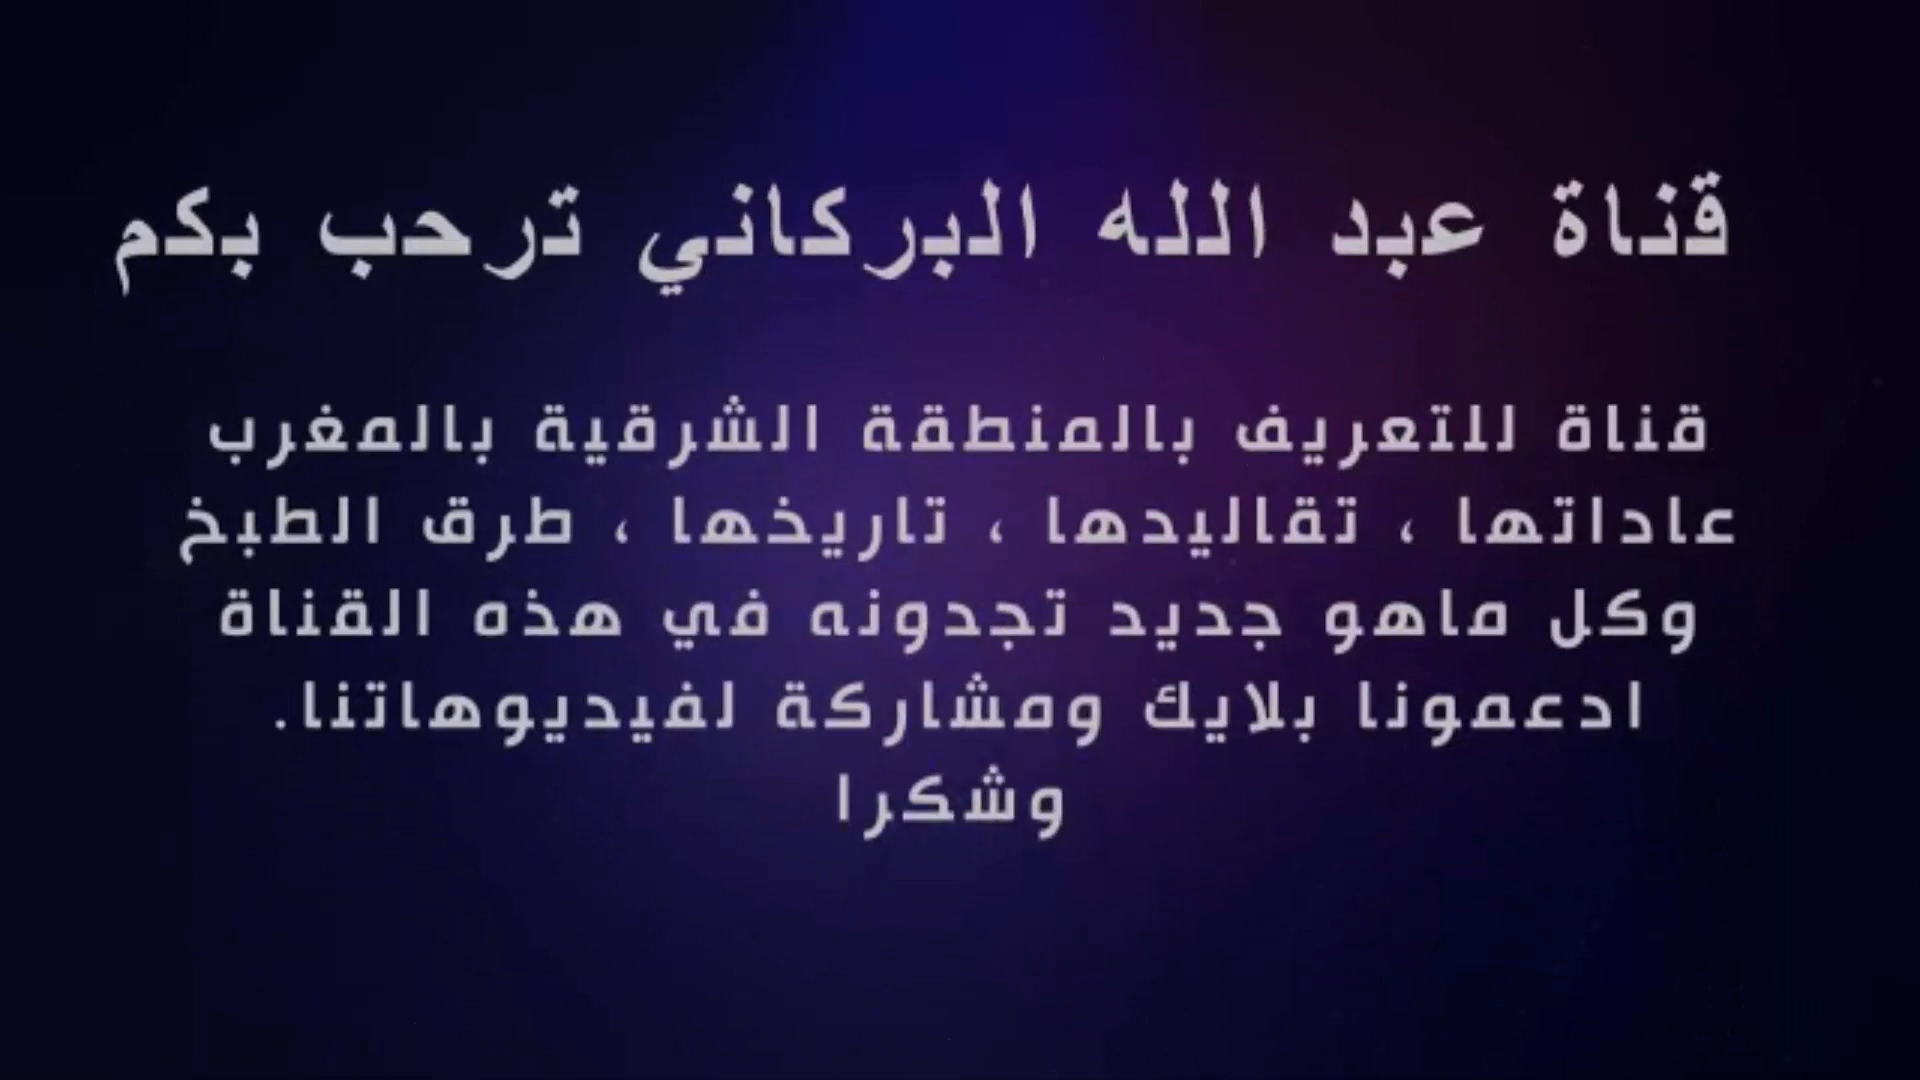 قناة عبد الله البركاني ترحب بكم
قناة للتعريف بالمنطقة الشرقية بالمغرب
عاداتها ، تقاليدها ، تاريخها ، طرق الطبخ
وكل ماهو جديد تجدونه في هذه القناة
ادعمونا بلايك ومشاركة لفيديوهاتنا.
وشكرا